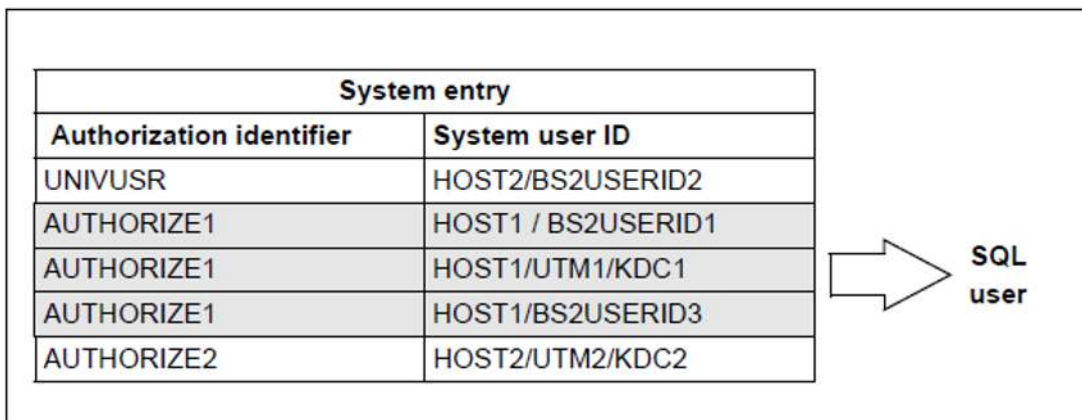 System entry
Authorization identifier System user ID
UNIVUSR HOST2/BS2USERID2
AUTHORIZE1 HOST1 / BS2USERID1
AUTHORIZE1 HOST1/UTM1/KDC1
AUTHORIZE1 HOST1/BS2USERID3
AUTHORIZE2 HOST2/UTM2/KDC2
SQL
user